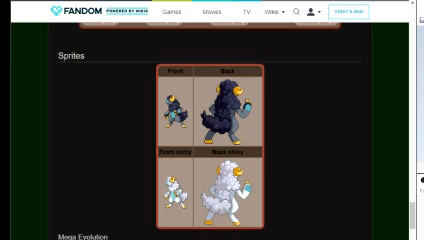 FANDOM POWERED BY WIKIA Games Movies TV Wikis START A WIKI
Sprites
Front Back
Front shiny Back shiny
Mega Evolution